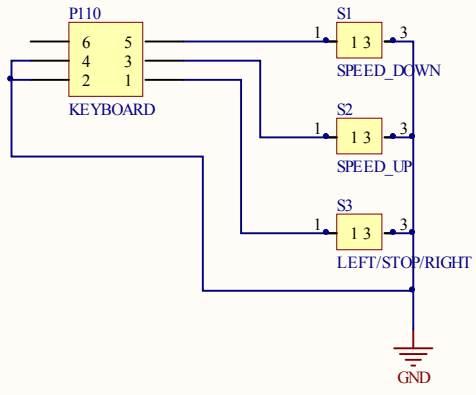 P110
6 5
4 3
2 1
KEYBOARD
S1
1 1 3 3
SPEED_DOWN
S2
1 1 3 3
SPEED_UP
S3
1 1 3 3
LEFT/STOP/RIGHT
GND